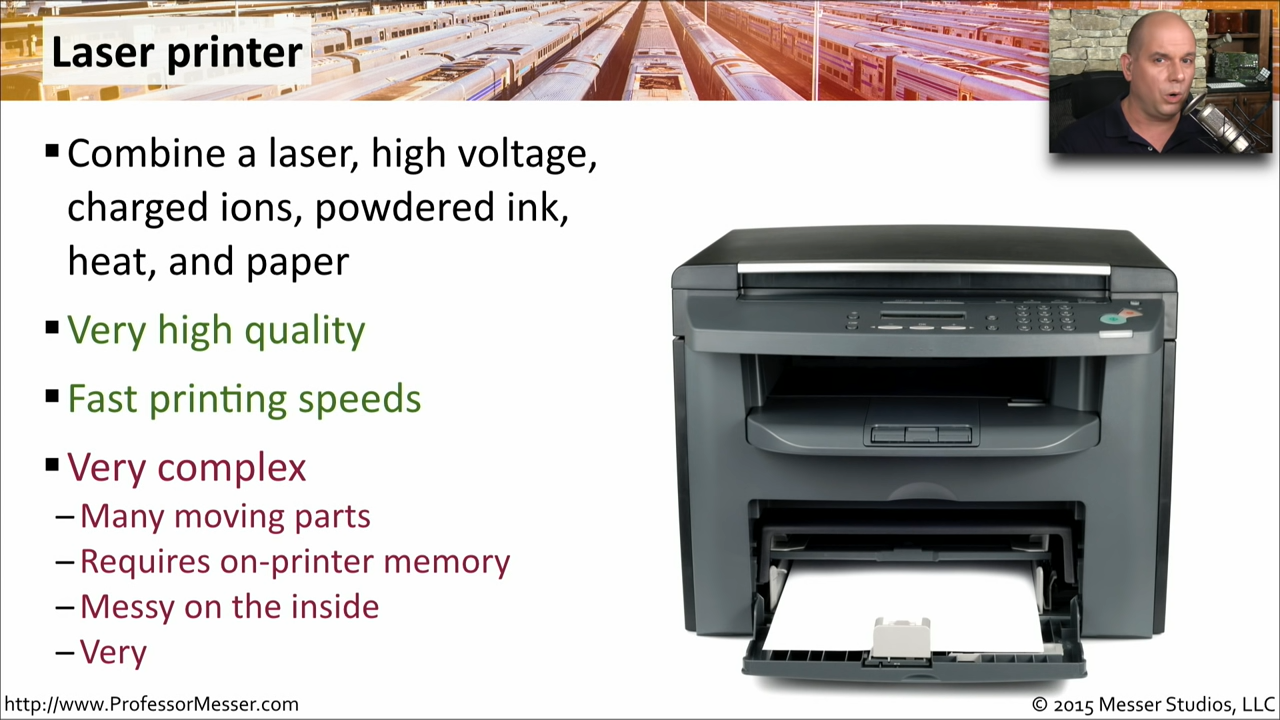 Laser printer
▪ Combine a laser, high voltage,
charged ions, powdered ink,
heat, and paper
▪ Very high quality
▪ Fast printing speeds
▪ Very complex
– Many moving parts
– Requires on-printer memory
– Messy on the inside
– Very
http://www.ProfessorMesser.com
© 2015 Messer Studios, LLC